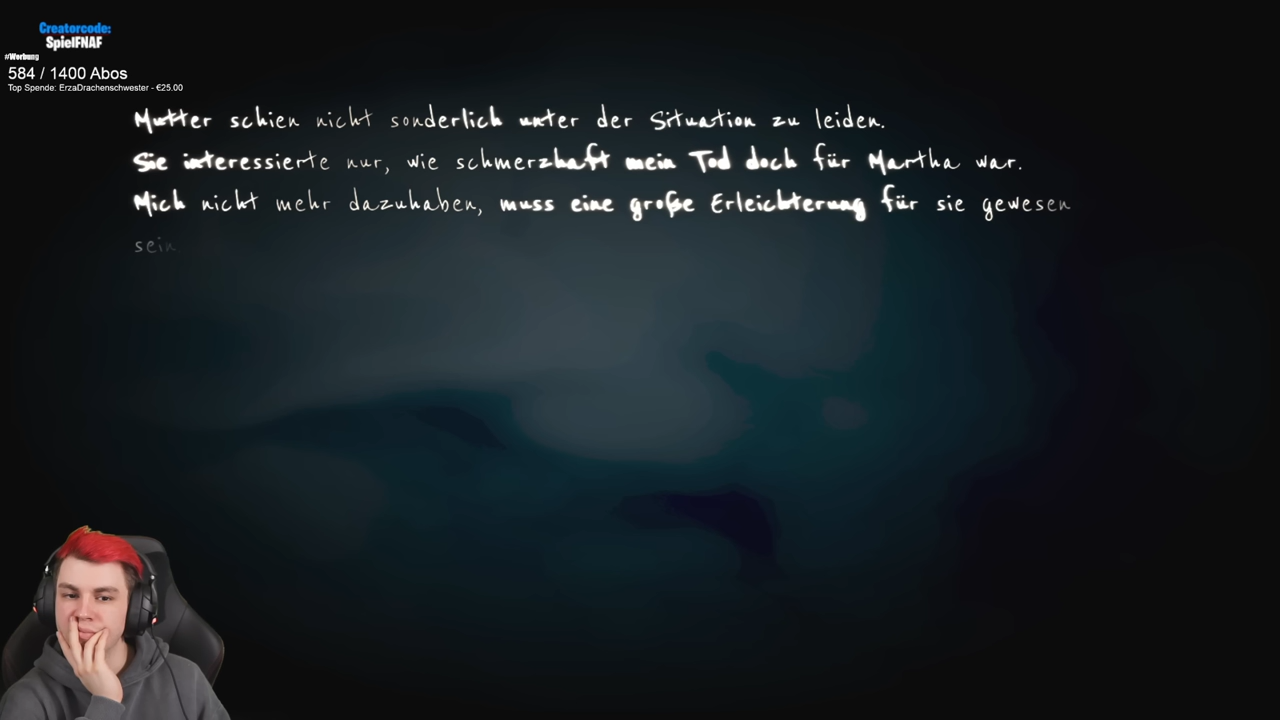 Creatorcode:
SpielFNAF
#Werbung
584 / 1400 Abos
Top Spende: ErzaDrachenschwester - €25.00
Mutter schien nicht sonderlich unter der Situation zu leiden.
Sie interessierte nur, wie schmerzhaft mein Tod doch für Martha war.
Mich nicht mehr dazuhaben, muss eine große Erleichterung für sie gewesen
sein